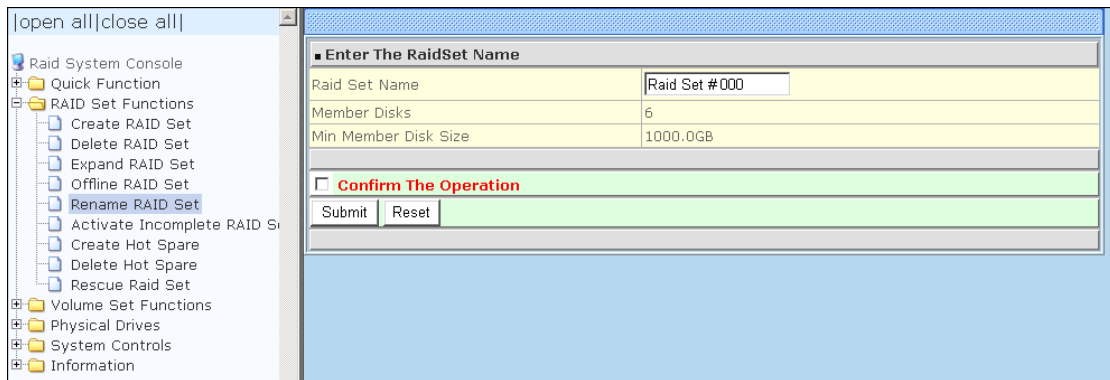 |open all|close all|
Raid System Console
Quick Function
RAID Set Functions
Create RAID Set
Delete RAID Set
Expand RAID Set
Offline RAID Set
Rename RAID Set
Activate Incomplete RAID S
Create Hot Spare
Delete Hot Spare
Rescue Raid Set
Volume Set Functions
Physical Drives
System Controls
Information
Enter The RaidSet Name
Raid Set Name Raid Set #000
Member Disks 6
Min Member Disk Size 1000.0GB
Confirm The Operation
Submit Reset